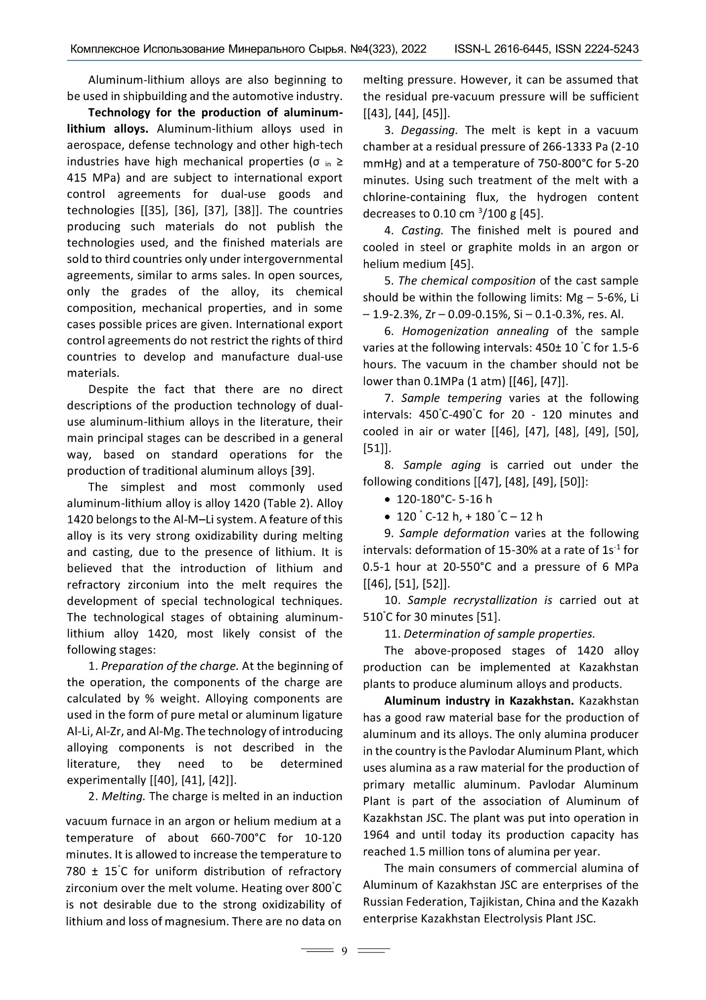 Комплексное Использование Минерального Сырья. №4(323), 2022 ISSN-L 2616-6445, ISSN 2224-5243
Aluminum-lithium alloys are also beginning to
be used in shipbuilding and the automotive industry.
Technology for the production of aluminum-
lithium alloys. Aluminum-lithium alloys used in
aerospace, defense technology and other high-tech
industries have high mechanical properties (σ in ≥
415 MPa) and are subject to international export
control agreements for dual-use goods and
technologies [[35], [36], [37], [38]]. The countries
producing such materials do not publish the
technologies used, and the finished materials are
sold to third countries only under intergovernmental
agreements, similar to arms sales. In open sources,
only the grades of the alloy, its chemical
composition, mechanical properties, and in some
cases possible prices are given. International export
control agreements do not restrict the rights of third
countries to develop and manufacture dual-use
materials.
Despite the fact that there are no direct
descriptions of the production technology of dual-
use aluminum-lithium alloys in the literature, their
main principal stages can be described in a general
way, based on standard operations for the
production of traditional aluminum alloys [39].
The simplest and most commonly used
aluminum-lithium alloy is alloy 1420 (Table 2). Alloy
1420 belongs to the Al-M–Li system. A feature of this
alloy is its very strong oxidizability during melting
and casting, due to the presence of lithium. It is
believed that the introduction of lithium and
refractory zirconium into the melt requires the
development of special technological techniques.
The technological stages of obtaining aluminum-
lithium alloy 1420, most likely consist of the
following stages:
1. Preparation of the charge. At the beginning of
the operation, the components of the charge are
calculated by % weight. Alloying components are
used in the form of pure metal or aluminum ligature
Al-Li, Al-Zr, and Al-Mg. The technology of introducing
alloying components is not described in the
literature, they need to be determined
experimentally [[40], [41], [42]].
2. Melting. The charge is melted in an induction
vacuum furnace in an argon or helium medium at a
temperature of about 660-700°C for 10-120
minutes. It is allowed to increase the temperature to
780 ± 15°C for uniform distribution of refractory
zirconium over the melt volume. Heating over 800°C
is not desirable due to the strong oxidizability of
lithium and loss of magnesium. There are no data on
melting pressure. However, it can be assumed that
the residual pre-vacuum pressure will be sufficient
[[43], [44], [45]].
3. Degassing. The melt is kept in a vacuum
chamber at a residual pressure of 266-1333 Pa (2-10
mmHg) and at a temperature of 750-800°C for 5-20
minutes. Using such treatment of the melt with a
chlorine-containing flux, the hydrogen content
decreases to 0.10 cm ³/100 g [45].
4. Casting. The finished melt is poured and
cooled in steel or graphite molds in an argon or
helium medium [45].
5. The chemical composition of the cast sample
should be within the following limits: Mg – 5-6%, Li
– 1.9-2.3%, Zr – 0.09-0.15%, Si – 0.1-0.3%, res. Al.
6. Homogenization annealing of the sample
varies at the following intervals: 450± 10 °C for 1.5-6
hours. The vacuum in the chamber should not be
lower than 0.1MPa (1 atm) [[46], [47]].
7. Sample tempering varies at the following
intervals: 450°C-490°C for 20 - 120 minutes and
cooled in air or water [[46], [47], [48], [49], [50],
[51]].
8. Sample aging is carried out under the
following conditions [[47], [48], [49], [50]]:
• 120-180°C- 5-16 h
• 120 ° C-12 h, + 180 °C – 12 h
9. Sample deformation varies at the following
intervals: deformation of 15-30% at a rate of 1s⁻¹ for
0.5-1 hour at 20-550°C and a pressure of 6 MPa
[[46], [51], [52]].
10. Sample recrystallization is carried out at
510°C for 30 minutes [51].
11. Determination of sample properties.
The above-proposed stages of 1420 alloy
production can be implemented at Kazakhstan
plants to produce aluminum alloys and products.
Aluminum industry in Kazakhstan. Kazakhstan
has a good raw material base for the production of
aluminum and its alloys. The only alumina producer
in the country is the Pavlodar Aluminum Plant, which
uses alumina as a raw material for the production of
primary metallic aluminum. Pavlodar Aluminum
Plant is part of the association of Aluminum of
Kazakhstan JSC. The plant was put into operation in
1964 and until today its production capacity has
reached 1.5 million tons of alumina per year.
The main consumers of commercial alumina of
Aluminum of Kazakhstan JSC are enterprises of the
Russian Federation, Tajikistan, China and the Kazakh
enterprise Kazakhstan Electrolysis Plant JSC.
9